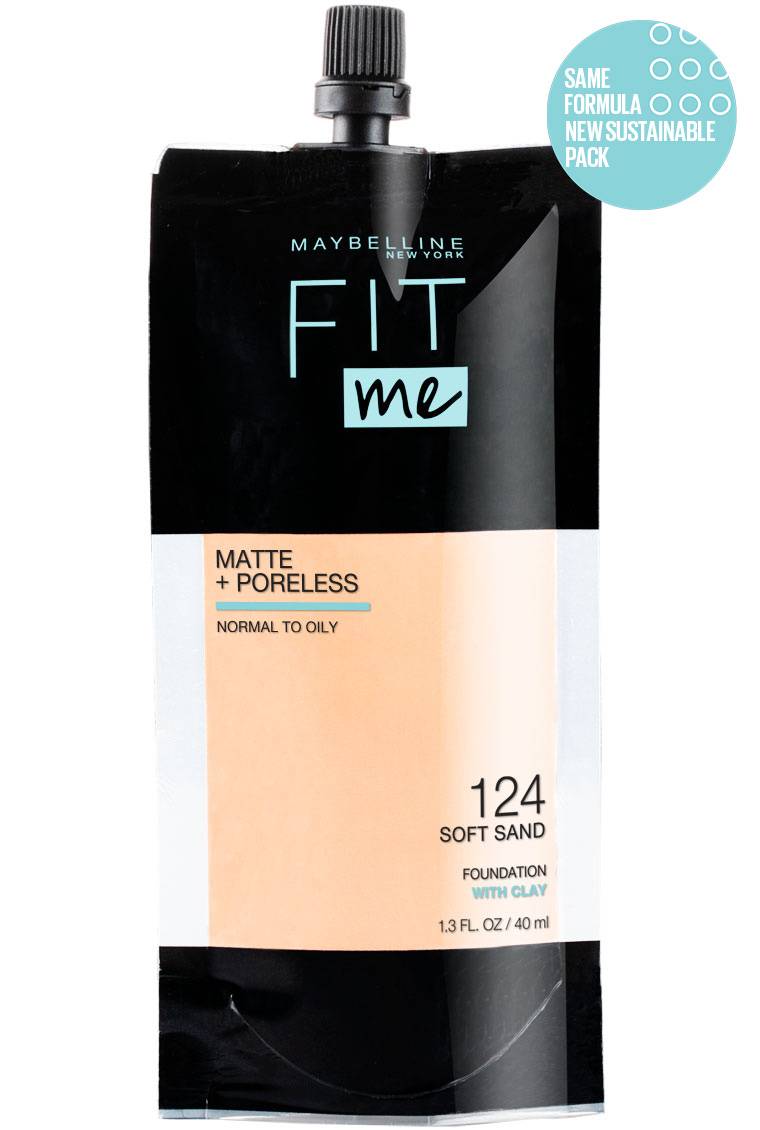 SAME
FORMULA
NEW SUSTAINABLE
PACK
MAYBELLINE
NEW YORK
FIT
me
MATTE
+ PORELESS
NORMAL TO OILY
124
SOFT SAND
FOUNDATION
WITH CLAY
1.3 FL. OZ / 40 ml